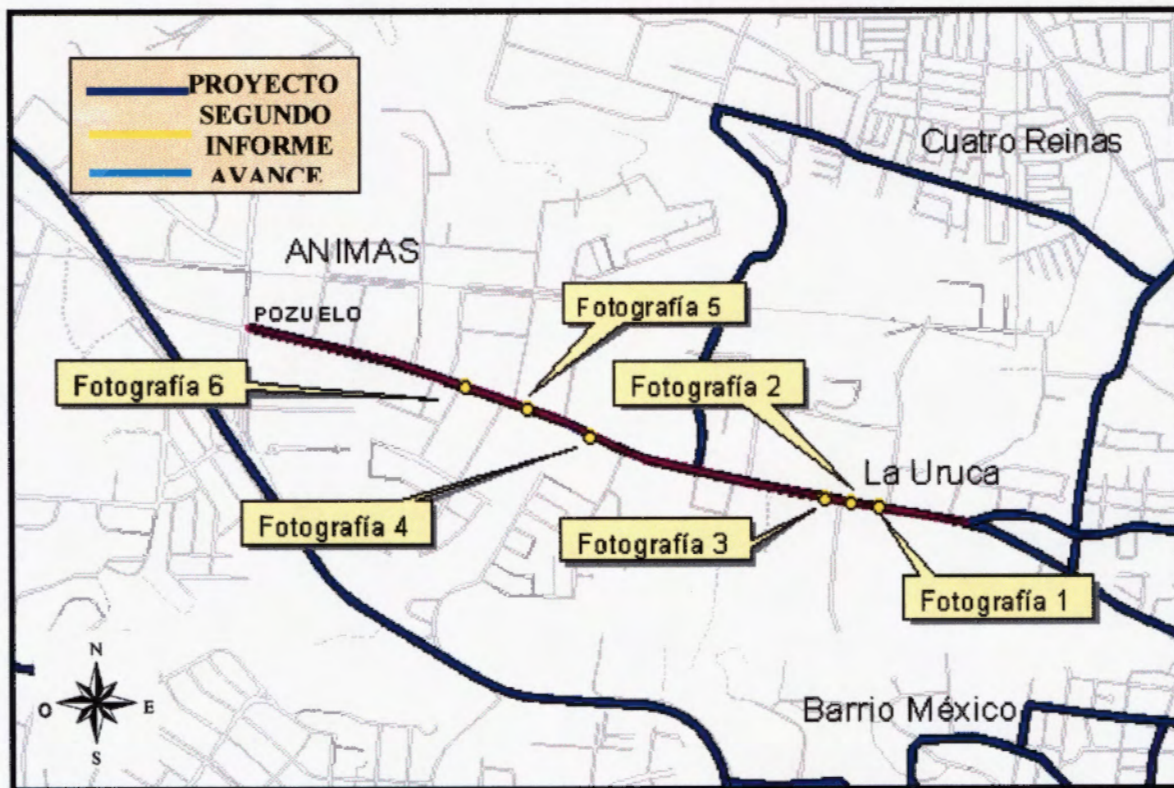 PROYECTO
SEGUNDO
INFORME
AVANCE
Cuatro Reinas
ANIMAS
POZUELO
Fotografía 5
Fotografía 6
Fotografía 2
La Uruca
Fotografía 4
Fotografía 3
Fotografía 1
Barrio México
N
O
E
S